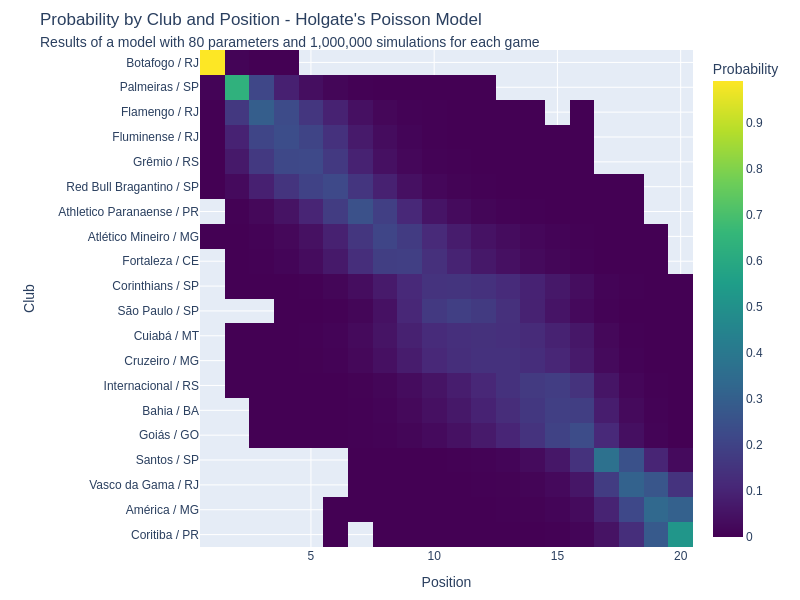 Probability by Club and Position - Holgate's Poisson Model
Results of a model with 80 parameters and 1,000,000 simulations for each game
Probability
Club
Botafogo / RJ
Palmeiras / SP
Flamengo / RJ
Fluminense / RJ
Grêmio / RS
Red Bull Bragantino / SP
Athletico Paranaense / PR
Atlético Mineiro / MG
Fortaleza / CE
Corinthians / SP
São Paulo / SP
Cuiabá / MT
Cruzeiro / MG
Internacional / RS
Bahia / BA
Goiás / GO
Santos / SP
Vasco da Gama / RJ
América / MG
Coritiba / PR
0.9
0.8
0.7
0.6
0.5
0.4
0.3
0.2
0.1
0
5 10 15 20
Position